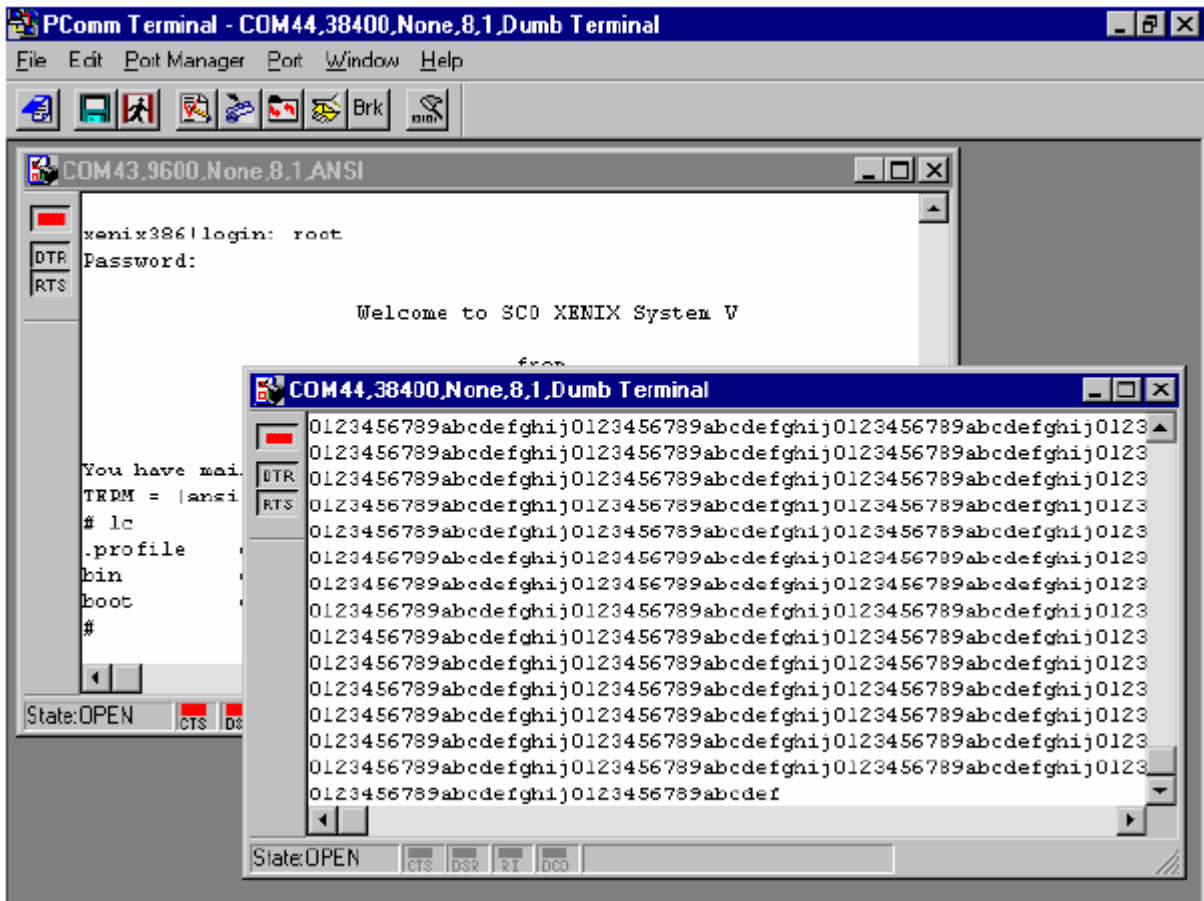 PComm Terminal - COM44,38400,None,8,1,Dumb Terminal
File Edit Port Manager Port Window Help
Brk
COM43,9600,None,8,1,ANSI
DTR
RTS
xenix386!login: root
Password:
Welcome to SCO XENIX System V
from
You have mai
TERM = (ansi
# lc
.profile
bin
boot
#
State:OPEN CTS DS
COM44,38400,None,8,1,Dumb Terminal
DTR
RTS
0123456789abcdefghij0123456789abcdefghij0123456789abcdefghij0123
0123456789abcdefghij0123456789abcdefghij0123456789abcdefghij0123
0123456789abcdefghij0123456789abcdefghij0123456789abcdefghij0123
0123456789abcdefghij0123456789abcdefghij0123456789abcdefghij0123
0123456789abcdefghij0123456789abcdefghij0123456789abcdefghij0123
0123456789abcdefghij0123456789abcdefghij0123456789abcdefghij0123
0123456789abcdefghij0123456789abcdefghij0123456789abcdefghij0123
0123456789abcdefghij0123456789abcdefghij0123456789abcdefghij0123
0123456789abcdefghij0123456789abcdefghij0123456789abcdefghij0123
0123456789abcdefghij0123456789abcdefghij0123456789abcdefghij0123
0123456789abcdefghij0123456789abcdefghij0123456789abcdefghij0123
0123456789abcdefghij0123456789abcdefghij0123456789abcdefghij0123
0123456789abcdefghij0123456789abcdefghij0123456789abcdefghij0123
0123456789abcdefghij0123456789abcdefghij0123456789abcdefghij0123
0123456789abcdefghij0123456789abcdef
State:OPEN CTS DSR RI DCD